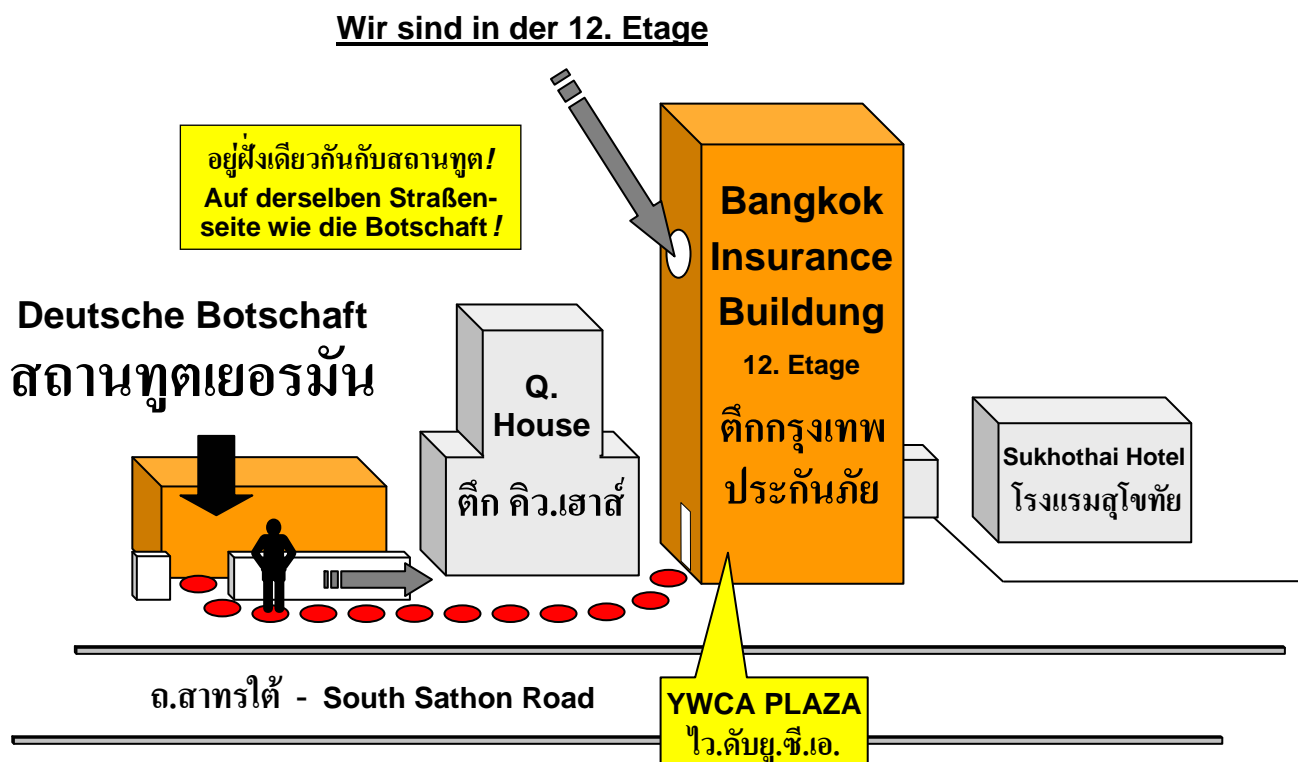 Wir sind in der 12. Etage
อยู่ฝั่งเดียวกันกับสถานทูต!
Auf derselben Straßen-
seite wie die Botschaft!
Deutsche Botschaft
สถานทูตเยอรมัน
Q.
House
ตึก คิว.เฮาส์
Bangkok
Insurance
Buildung
12. Etage
ตึกกรุงเทพ
ประกันภัย
Sukhothai Hotel
โรงแรมสุโขทัย
ถ.สาทรใต้ - South Sathon Road
YWCA PLAZA
ไว.ดับยู.ซี.เอ.